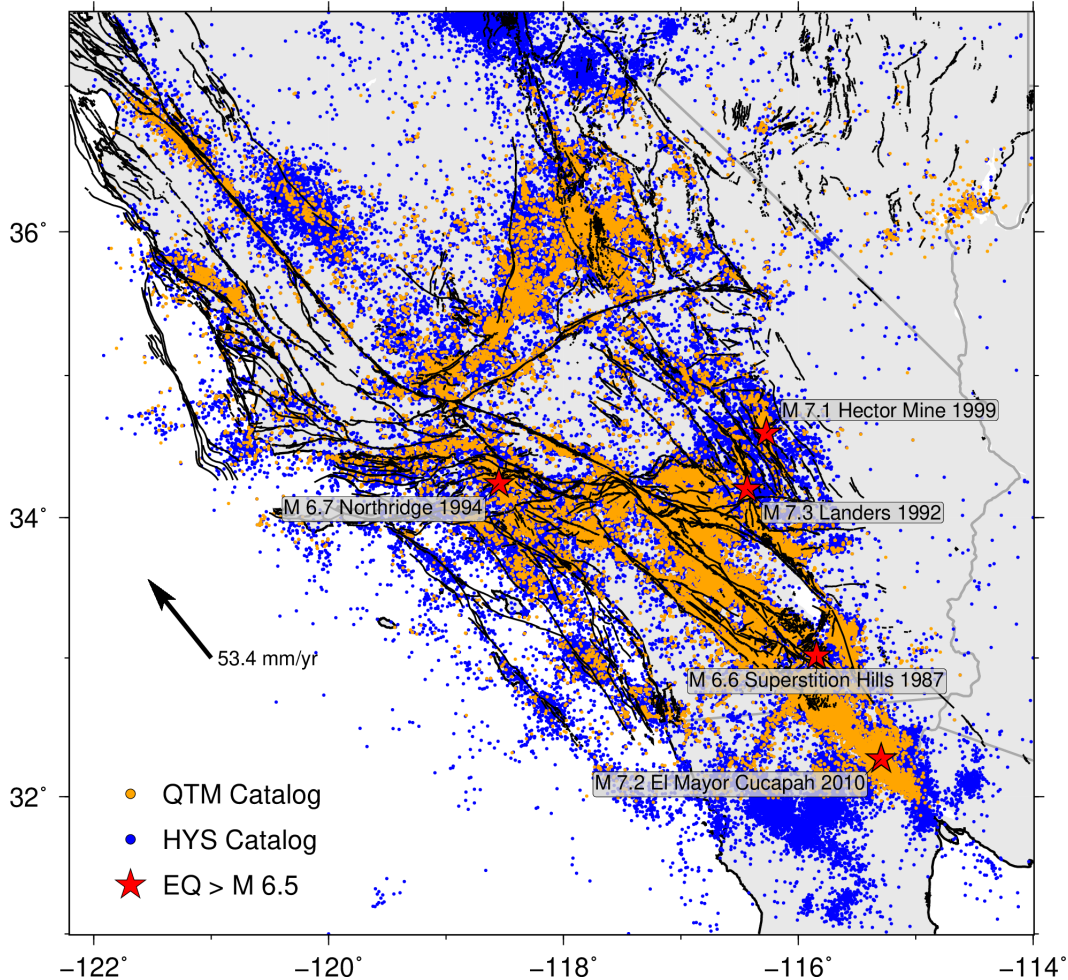 36°
34°
32°
M 7.1 Hector Mine 1999
M 6.7 Northridge 1994
M 7.3 Landers 1992
53.4 mm/yr
M 6.6 Superstition Hills 1987
M 7.2 El Mayor Cucapah 2010
QTM Catalog
HYS Catalog
EQ > M 6.5
−122° −120° −118° −116° −114°